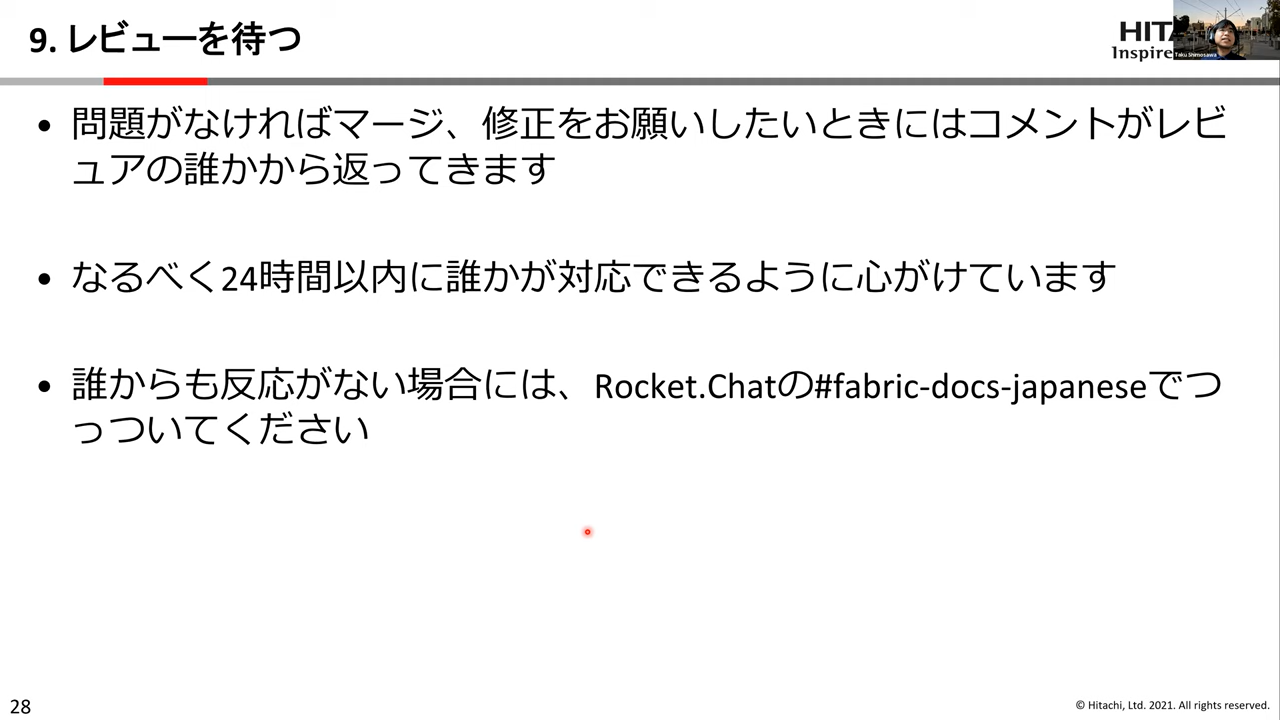 9. レビューを待つ
HITA
Inspire
Taku Shimosawa
• 問題がなければマージ、修正をお願いしたいときにはコメントがレビ
ュアの誰かから返ってきます
• なるべく24時間以内に誰かが対応できるように心がけています
• 誰からも反応がない場合には、Rocket.Chatの#fabric-docs-japaneseでつ
っついてください
28
© Hitachi, Ltd. 2021. All rights reserved.